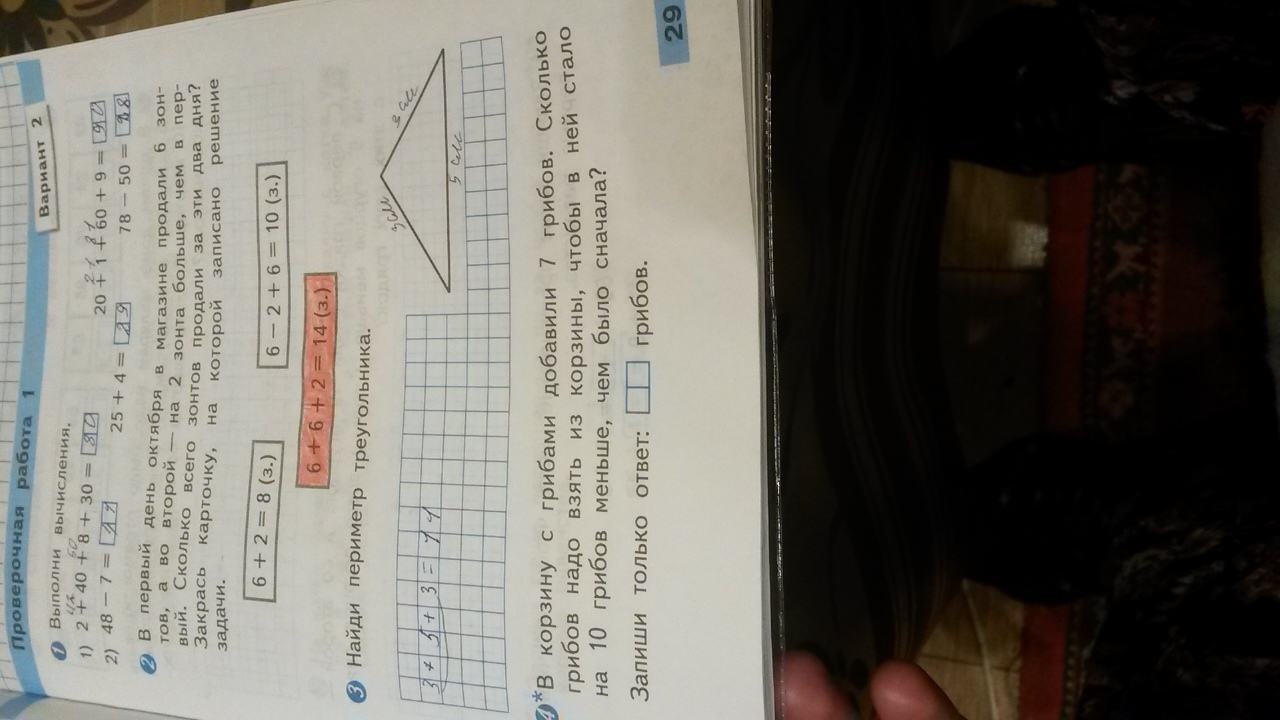 Проверочная работа 1
Вариант 2
1 Выполни вычисления.
1) 2 + 40 + 8 + 30 = 80
20 + 1 + 60 + 9 = 90
2) 48 − 7 =
25 + 4 =
78 − 50 =
2 В первый день октября в магазине продали 6 зон-
тов, а во второй — на 2 зонта больше, чем в пер-
вый. Сколько всего зонтов продали за эти два дня?
Закрась карточку, на которой записано решение
задачи.
6 + 2 = 8 (з.)
6 − 2 + 6 = 10 (з.)
6 + 6 + 2 = 14 (з.)
3 Найди периметр треугольника.
3 см
3 см
5 см
3 + 5 + 3 = 11
4* В корзину с грибами добавили 7 грибов. Сколько
грибов надо взять из корзины, чтобы в ней стало
на 10 грибов меньше, чем было сначала?
Запиши только ответ: грибов.
29